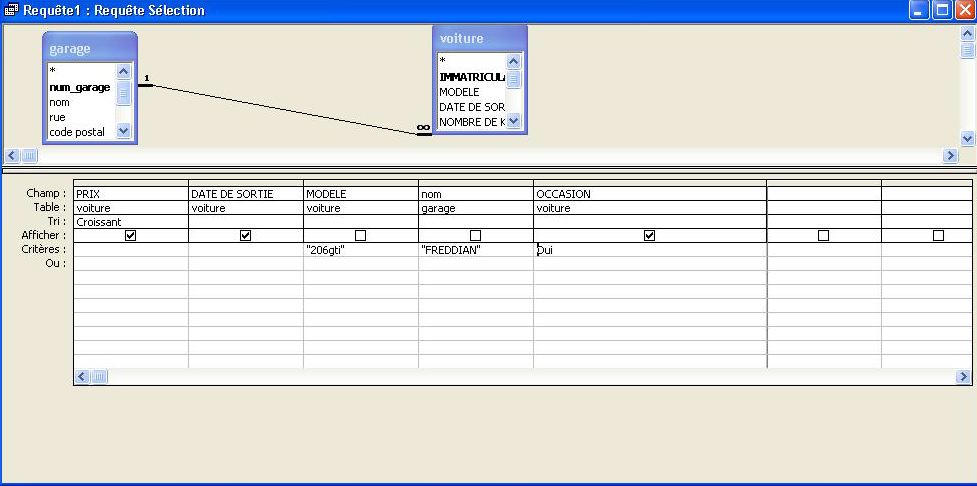 Requête1 : Requête Sélection
garage
*
num_garage
nom
rue
code postal
1
∞
voiture
*
IMMATRICUL
MODELE
DATE DE SOR
NOMBRE DE K
Champ : PRIX DATE DE SORTIE MODELE nom OCCASION
Table : voiture voiture voiture garage voiture
Tri : Croissant
Afficher :
Critères : "206gti" "FREDDIAN" Oui
Ou :